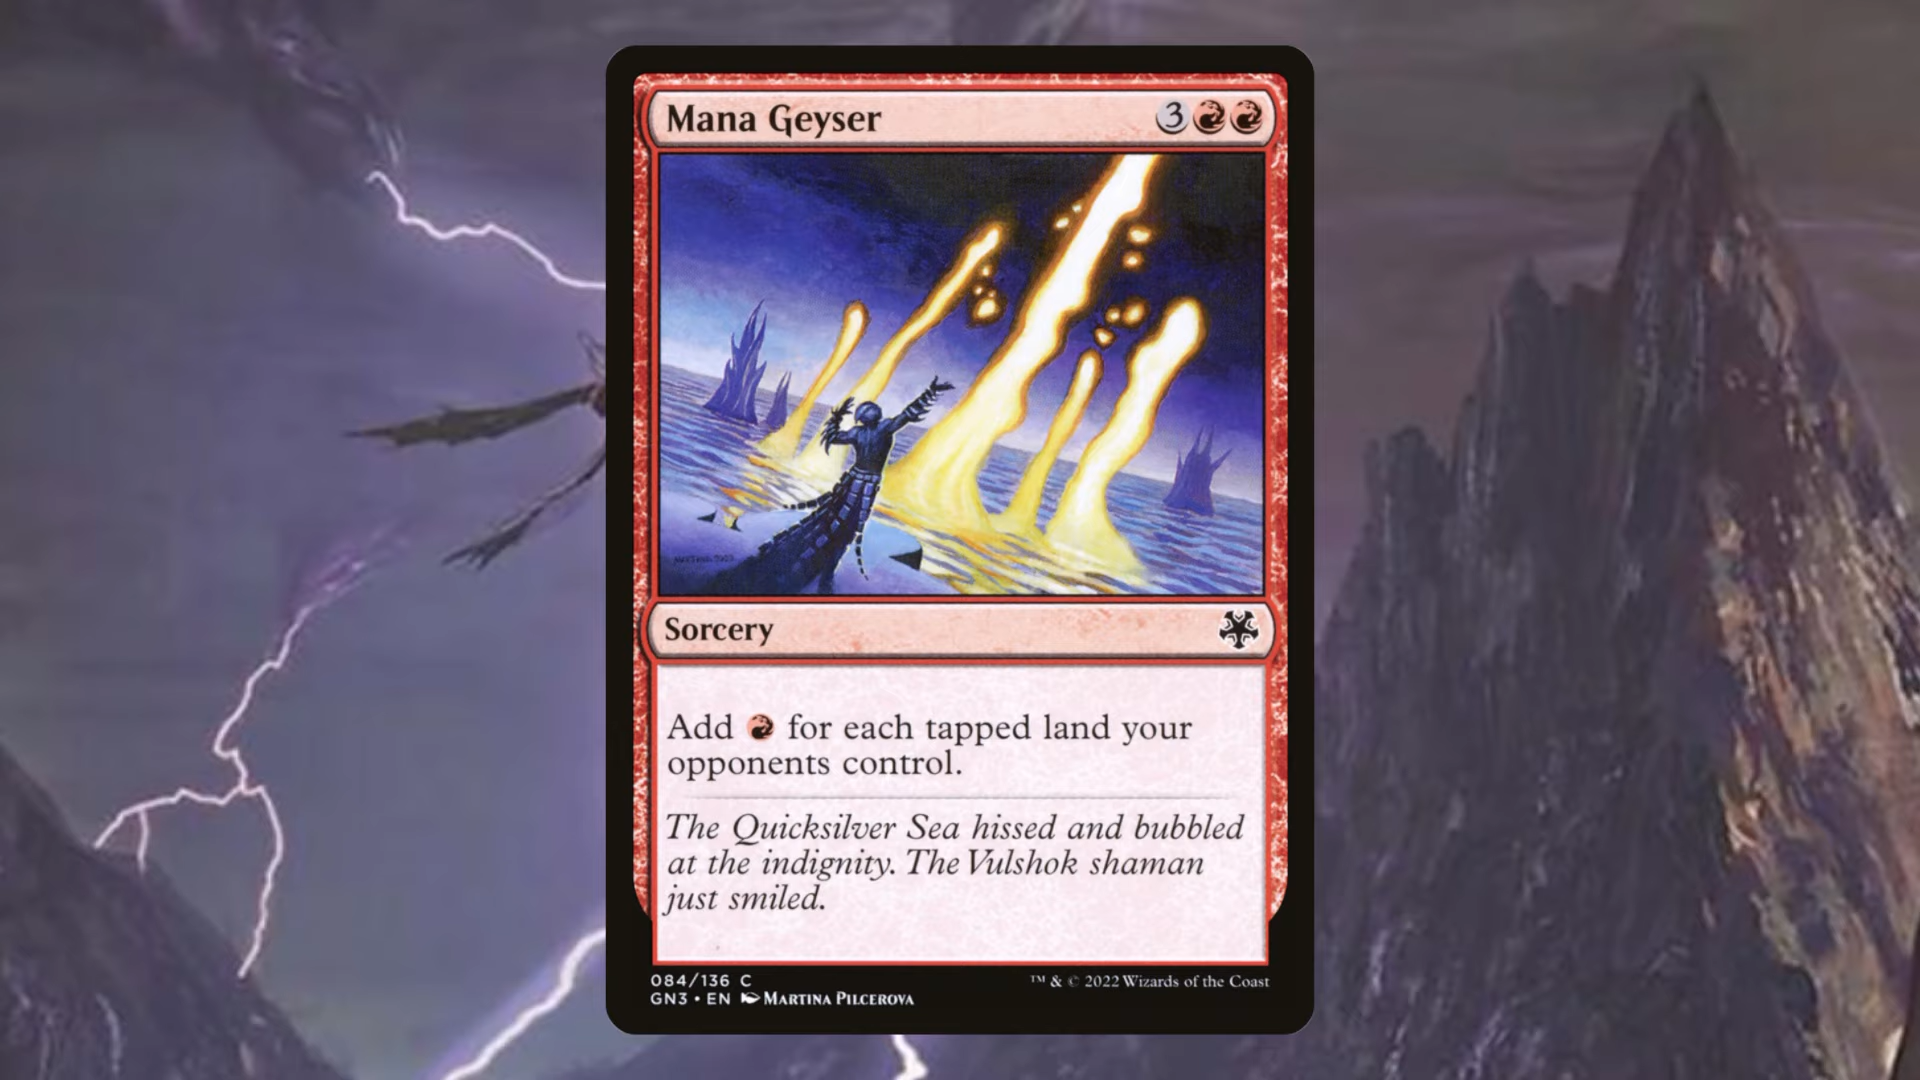 Mana Geyser 3
Sorcery
Add for each tapped land your
opponents control.
The Quicksilver Sea hissed and bubbled
at the indignity. The Vulshok shaman
just smiled.
084/136 C
™ & © 2022 Wizards of the Coast
GN3 • EN MARTINA PILCEROVA